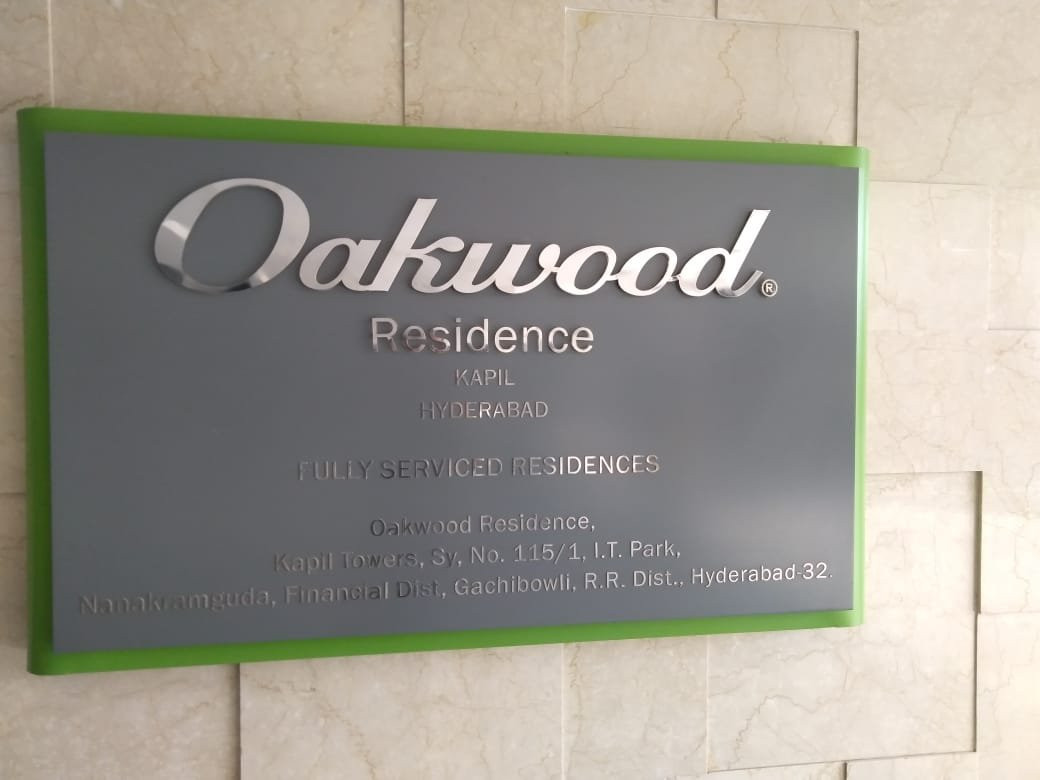 Oakwood®
Residence
KAPIL
HYDERABAD
FULLY SERVICED RESIDENCES
Oakwood Residence,
Kapil Towers, Sy, No. 115/1, I.T. Park,
Nanakramguda, Financial Dist, Gachibowli, R.R. Dist., Hyderabad-32.